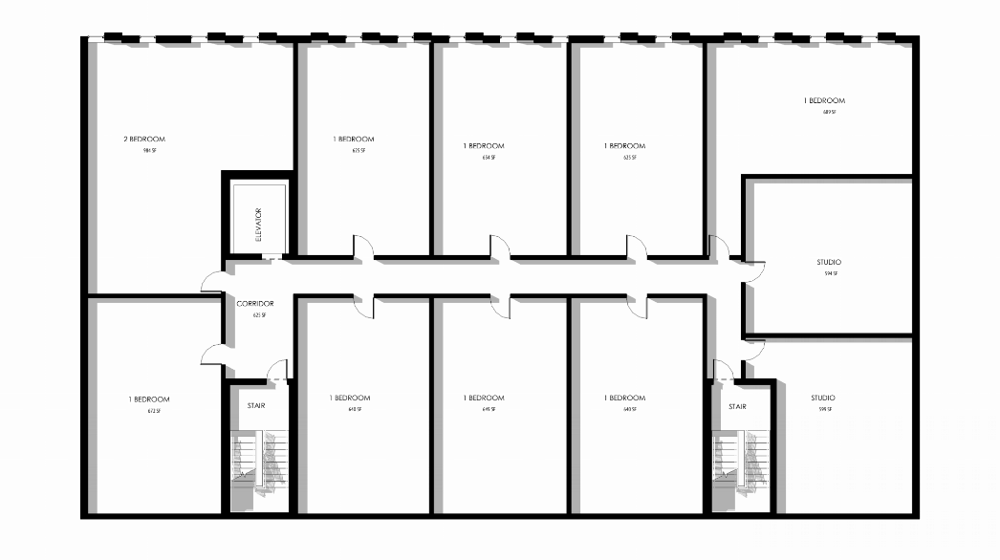 1 BEDROOM
689 SF
2 BEDROOM
984 SF
1 BEDROOM
625 SF
1 BEDROOM
634 SF
1 BEDROOM
625 SF
ELEVATOR
STUDIO
594 SF
CORRIDOR
625 SF
1 BEDROOM
672 SF
STAIR
1 BEDROOM
640 SF
1 BEDROOM
649 SF
1 BEDROOM
640 SF
STAIR
STUDIO
599 SF